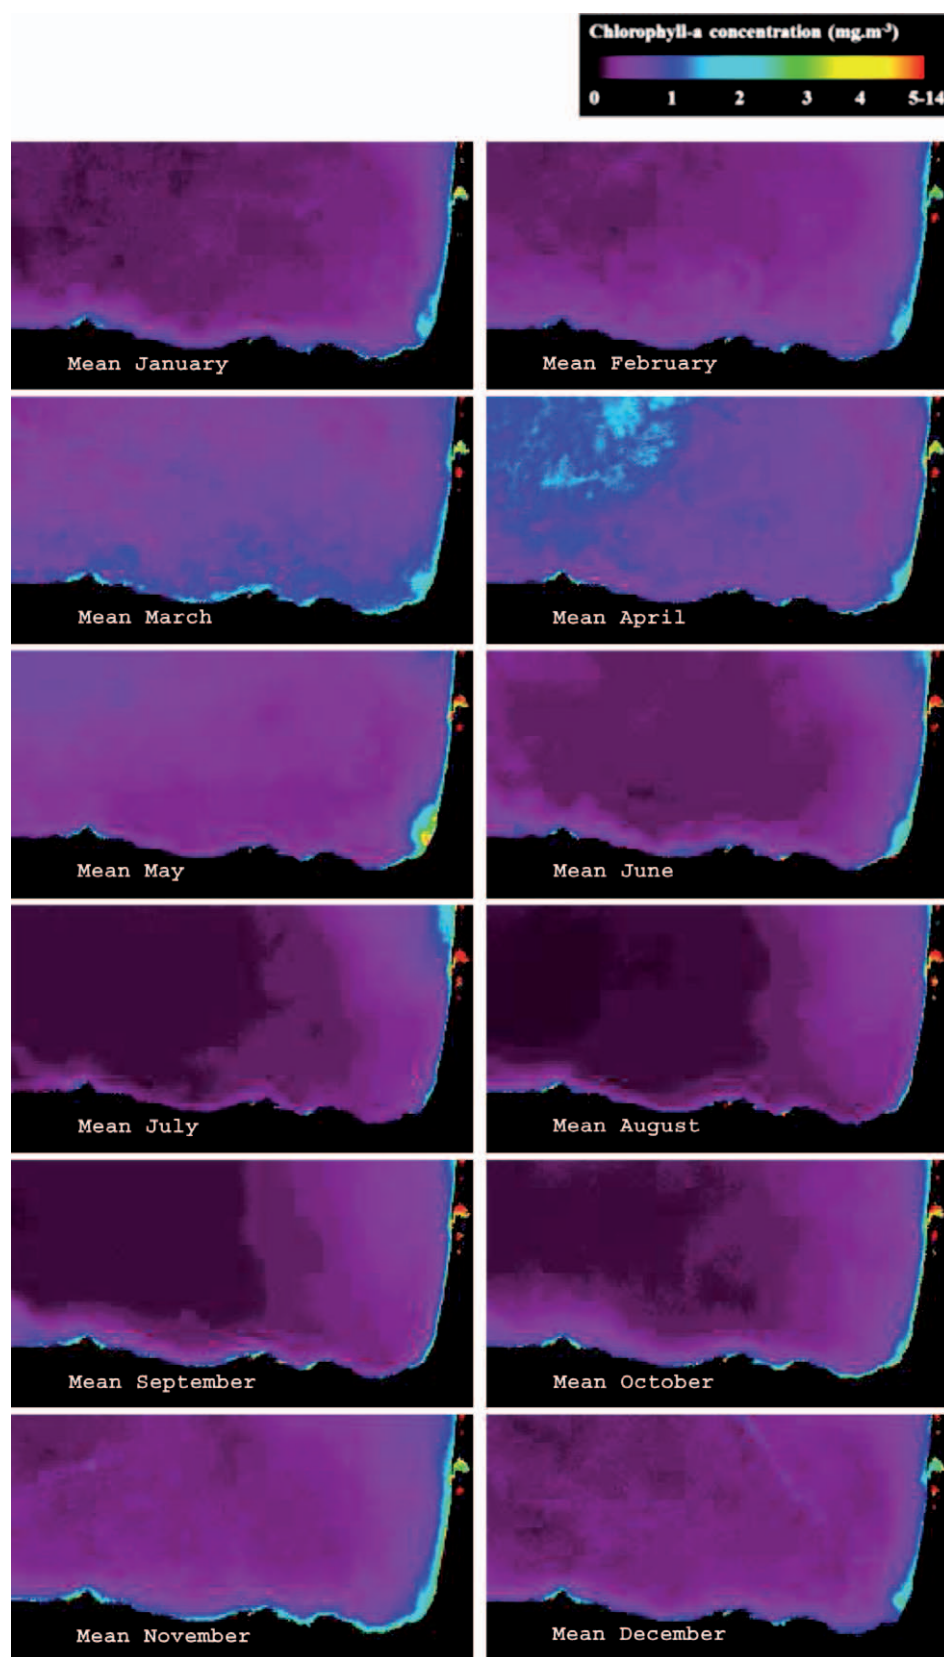 Chlorophyll-a concentration (mg.m-3)
0 1 2 3 4 5-14
Mean January
Mean February
Mean March
Mean April
Mean May
Mean June
Mean July
Mean August
Mean September
Mean October
Mean November
Mean December